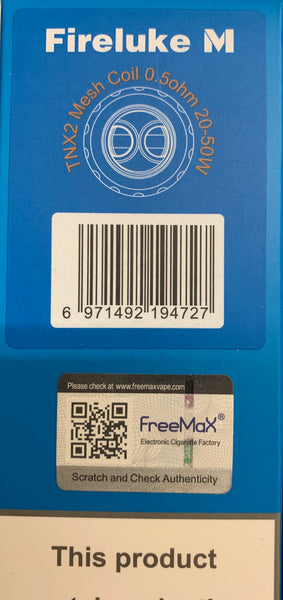 Fireluke M
TNX2 Mesh Coil 0.5ohm 20-50W
6 971492 194727
Please check at www.freemaxvape.com
FreeMaX®
Electronic Cigarette Factory
Scratch and Check Authenticity
This product